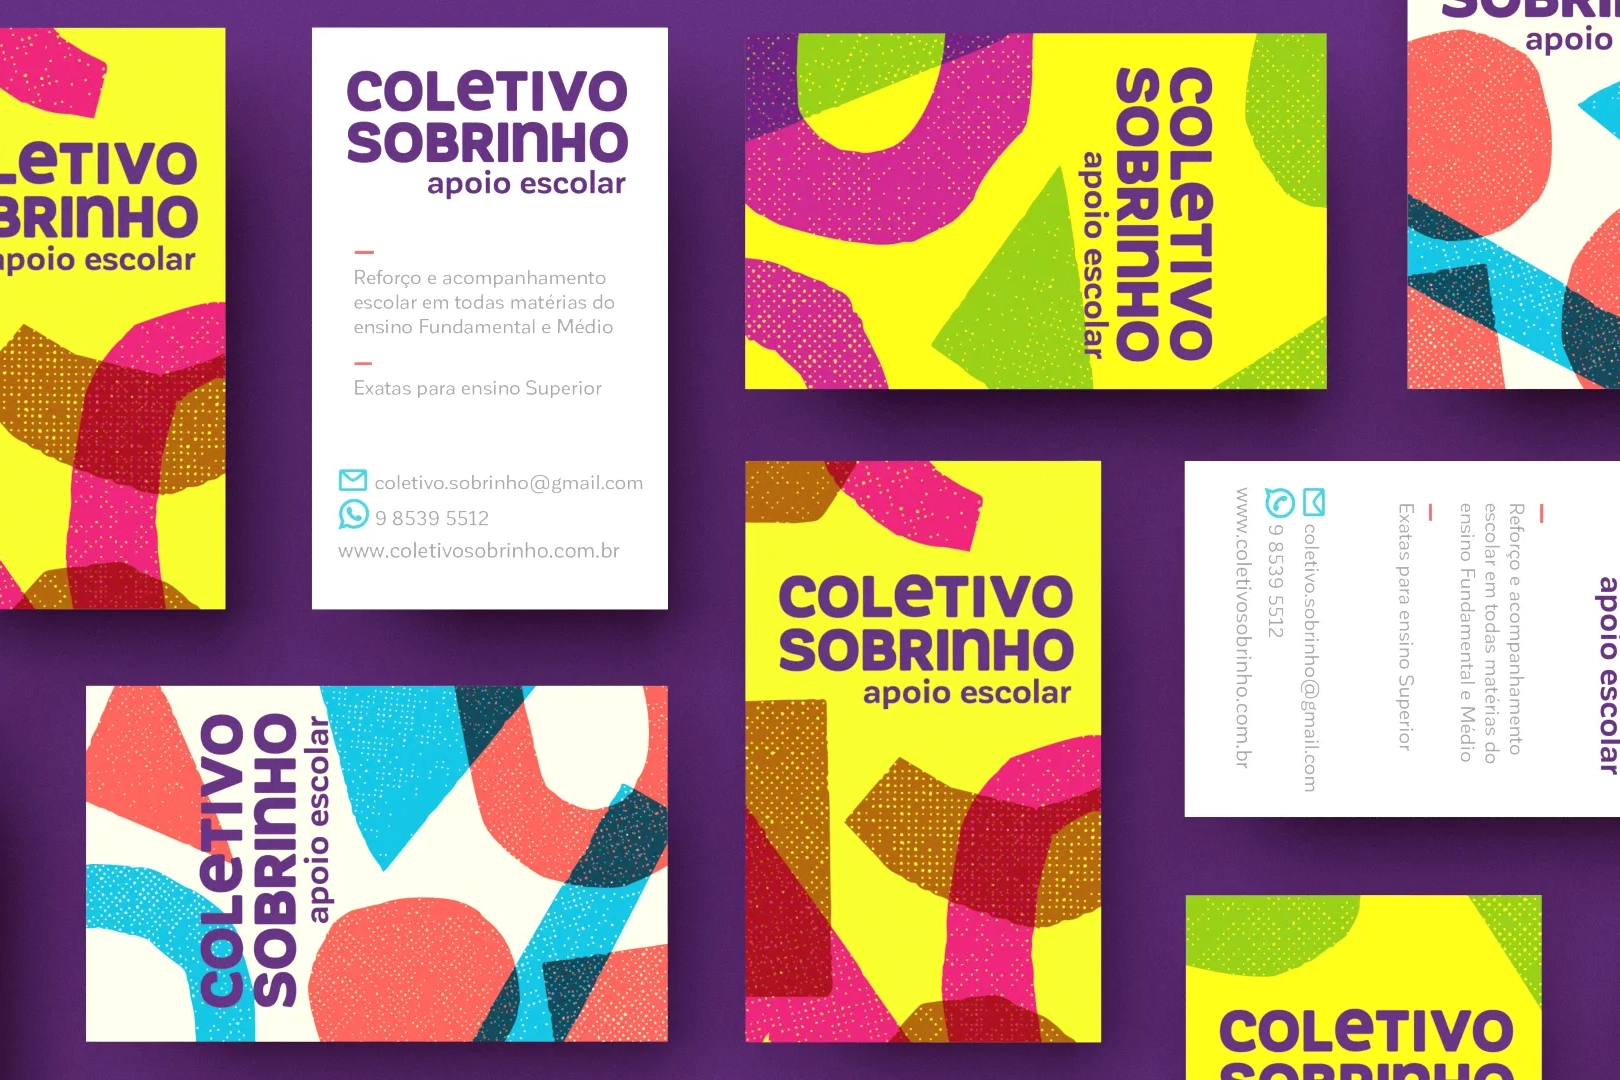 LeTIVO
BRINHO
apoio escolar
COLeTIVO
SOBRINHO
apoio escolar
Reforço e acompanhamento
escolar em todas matérias do
ensino Fundamental e Médio
Exatas para ensino Superior
coletivo.sobrinho@gmail.com
9 8539 5512
www.coletivosobrinho.com.br
COLeTIVO
SOBRINHO
apoio escolar
SOBRI
apoio
COLeTIVO
SOBRINHO
apoio escolar
COLeTIVO
SOBRINHO
apoio escolar
apoio escolar
Reforço e acompanhamento
escolar em todas matérias do
ensino Fundamental e Médio
Exatas para ensino Superior
coletivo.sobrinho@gmail.com
9 8539 5512
www.coletivosobrinho.com.br
COLeTIVO
SOBRINHO